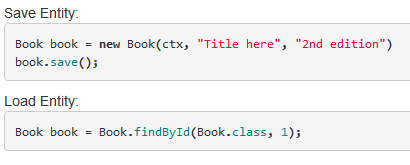 Save Entity:
Book book = new Book(ctx, "Title here", "2nd edition")
book.save();
Load Entity:
Book book = Book.findById(Book.class, 1);